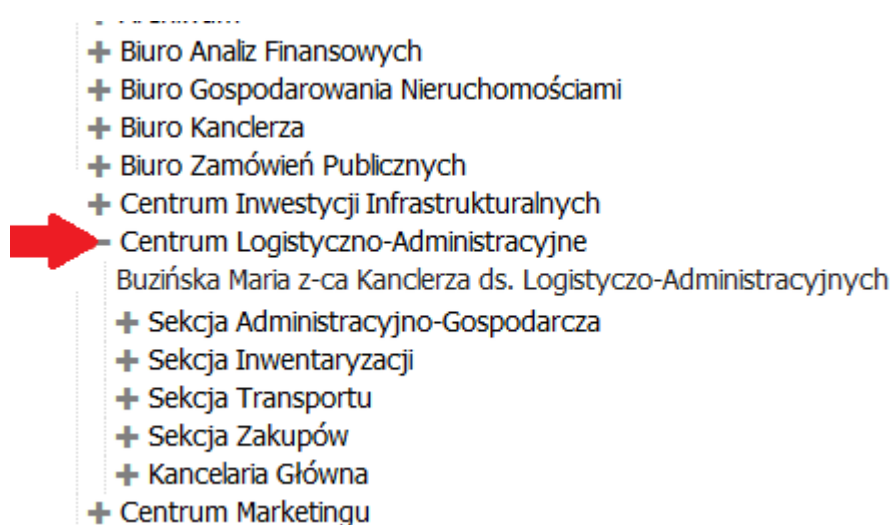 Biuro Analiz Finansowych
Biuro Gospodarowania Nieruchomościami
Biuro Kanclerza
Biuro Zamówień Publicznych
Centrum Inwestycji Infrastrukturalnych
Centrum Logistyczno-Administracyjne
Buzińska Maria z-ca Kanclerza ds. Logistyczo-Administracyjnych
Sekcja Administracyjno-Gospodarcza
Sekcja Inwentaryzacji
Sekcja Transportu
Sekcja Zakupów
Kancelaria Główna
Centrum Marketingu